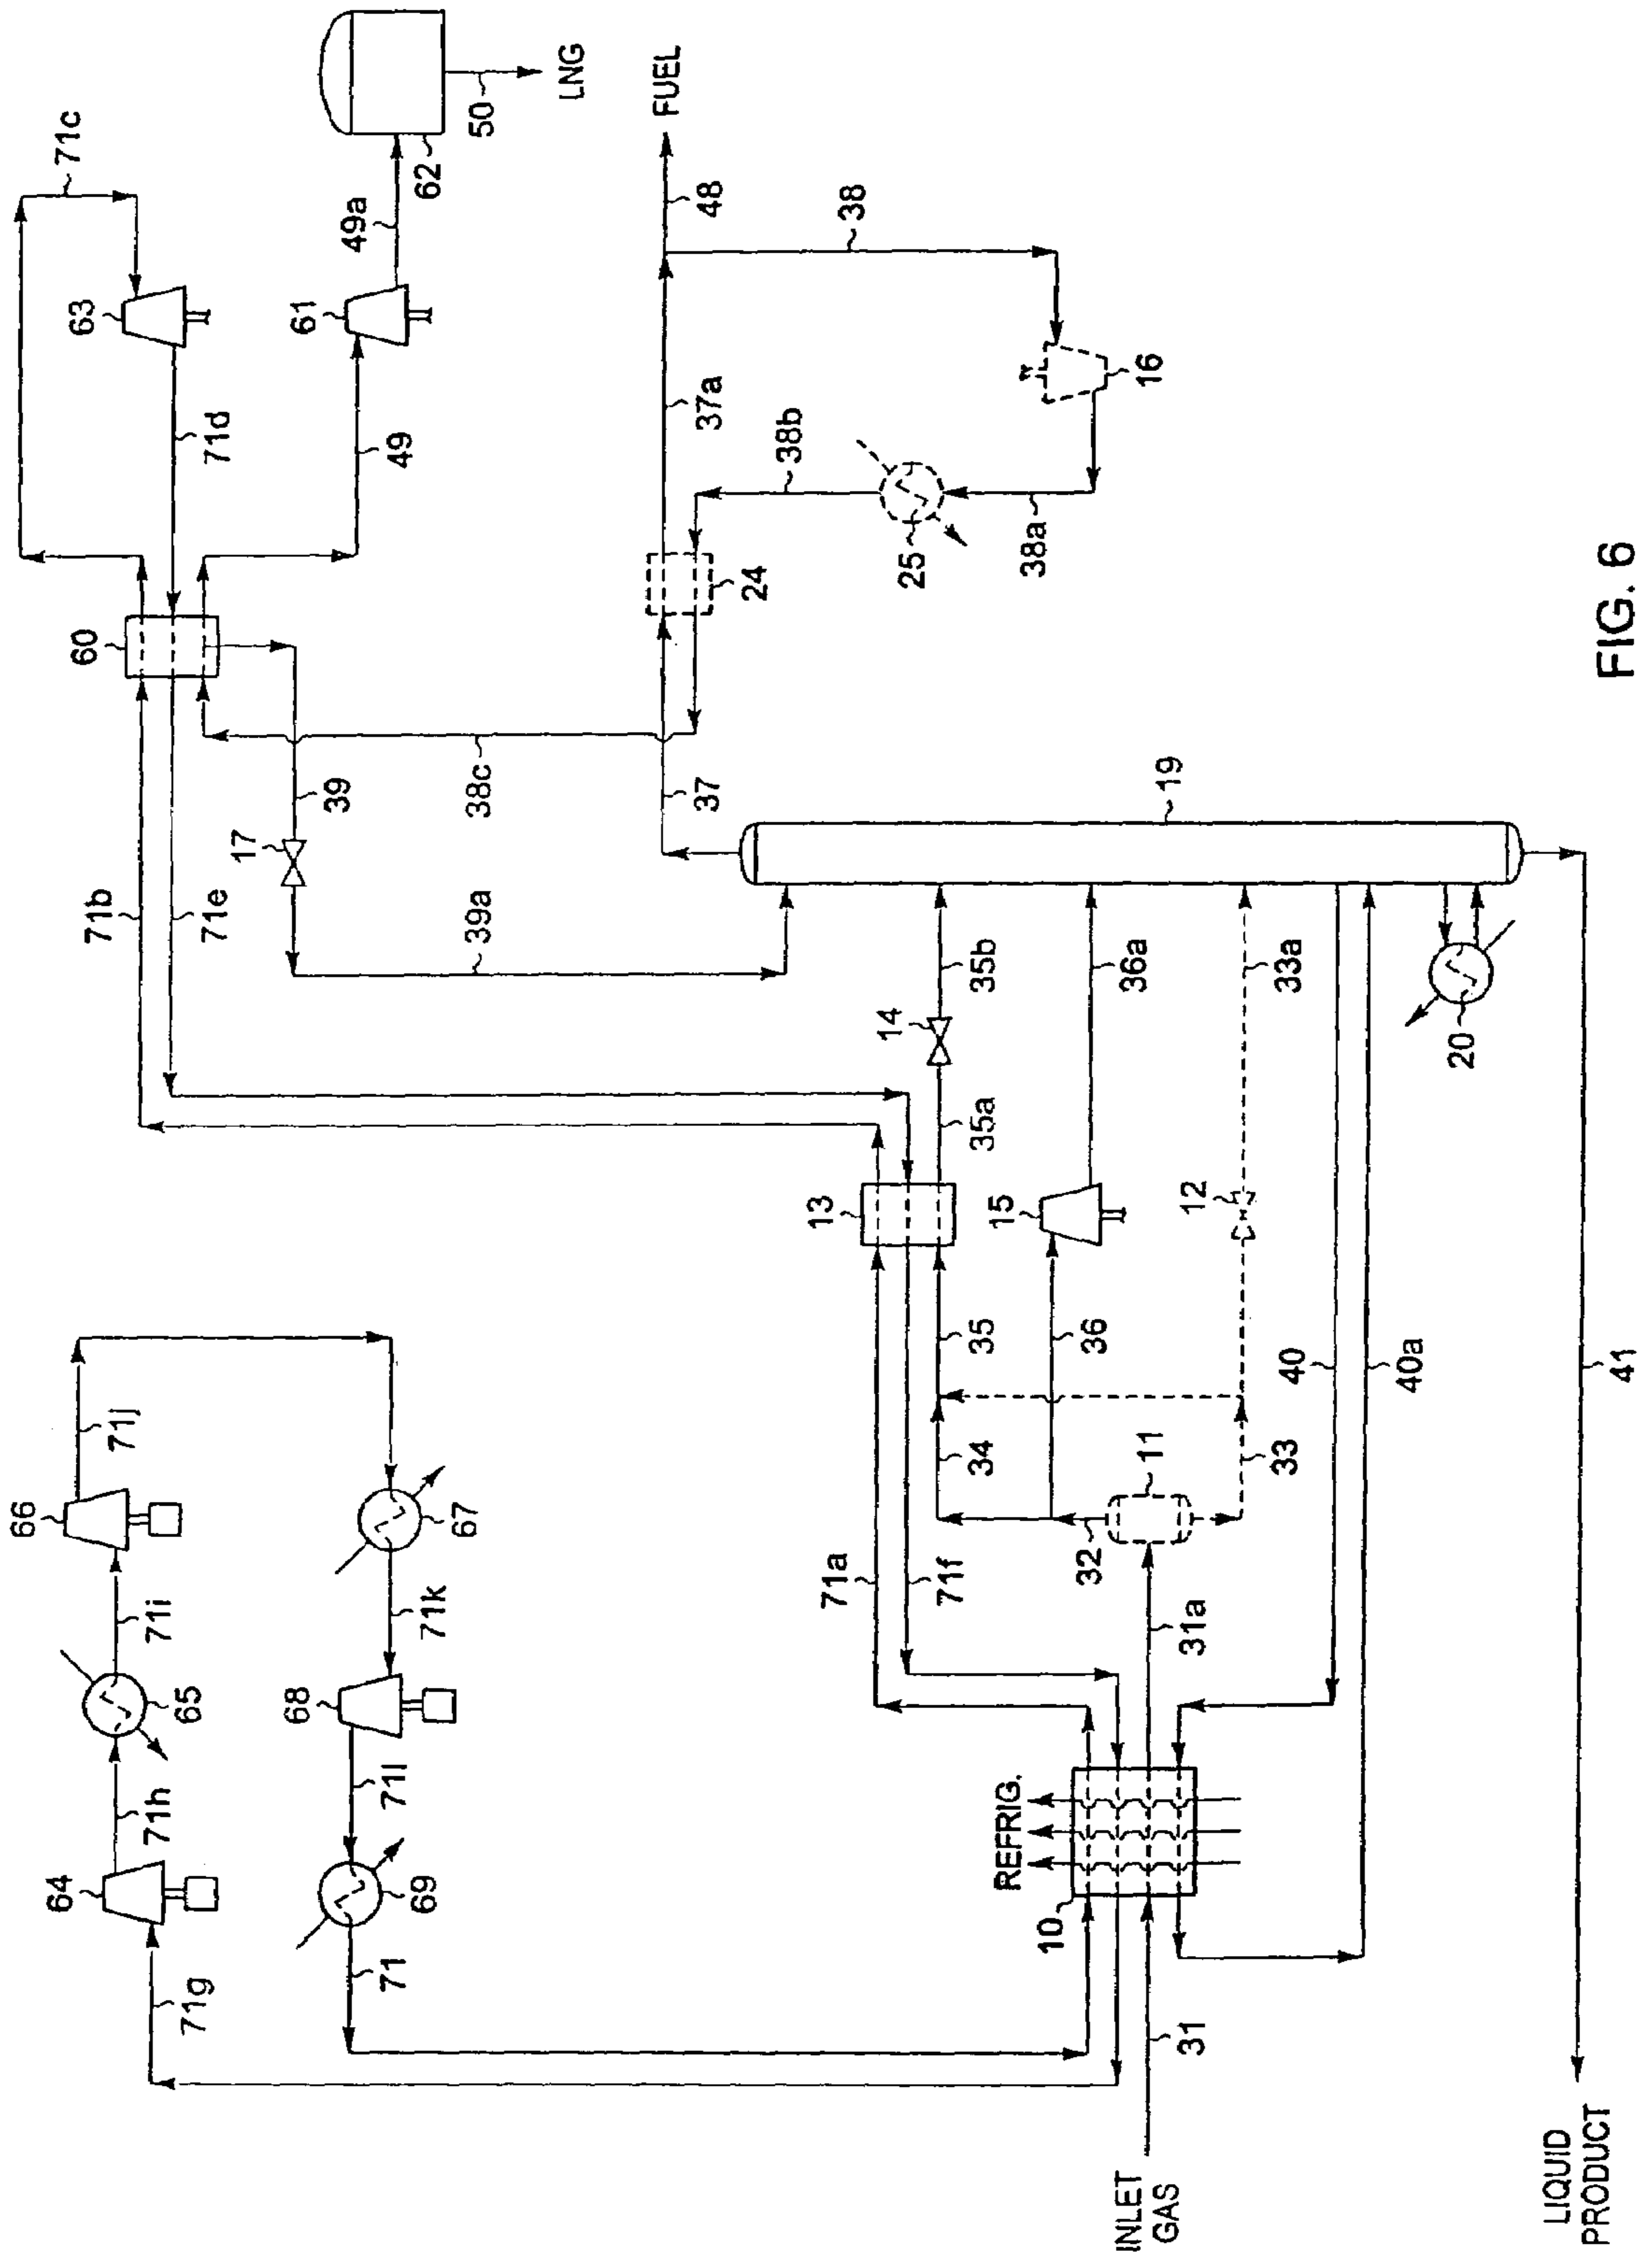 71g
64
71h
65
71i
66
71j
67
71k
68
71l
69
71
71b
71e
60
71d
63
71c
39
17
39a
38c
49
61
49a
62
50
LNG
37
24
37a
38b
25
38a
16
38
48
FUEL
INLET
GAS
31
10
REFRIG.
31a
71a
71f
32
11
33
34
35
36
13
35a
14
35b
15
36a
12
33a
40
40a
20
19
41
LIQUID
PRODUCT
FIG. 6